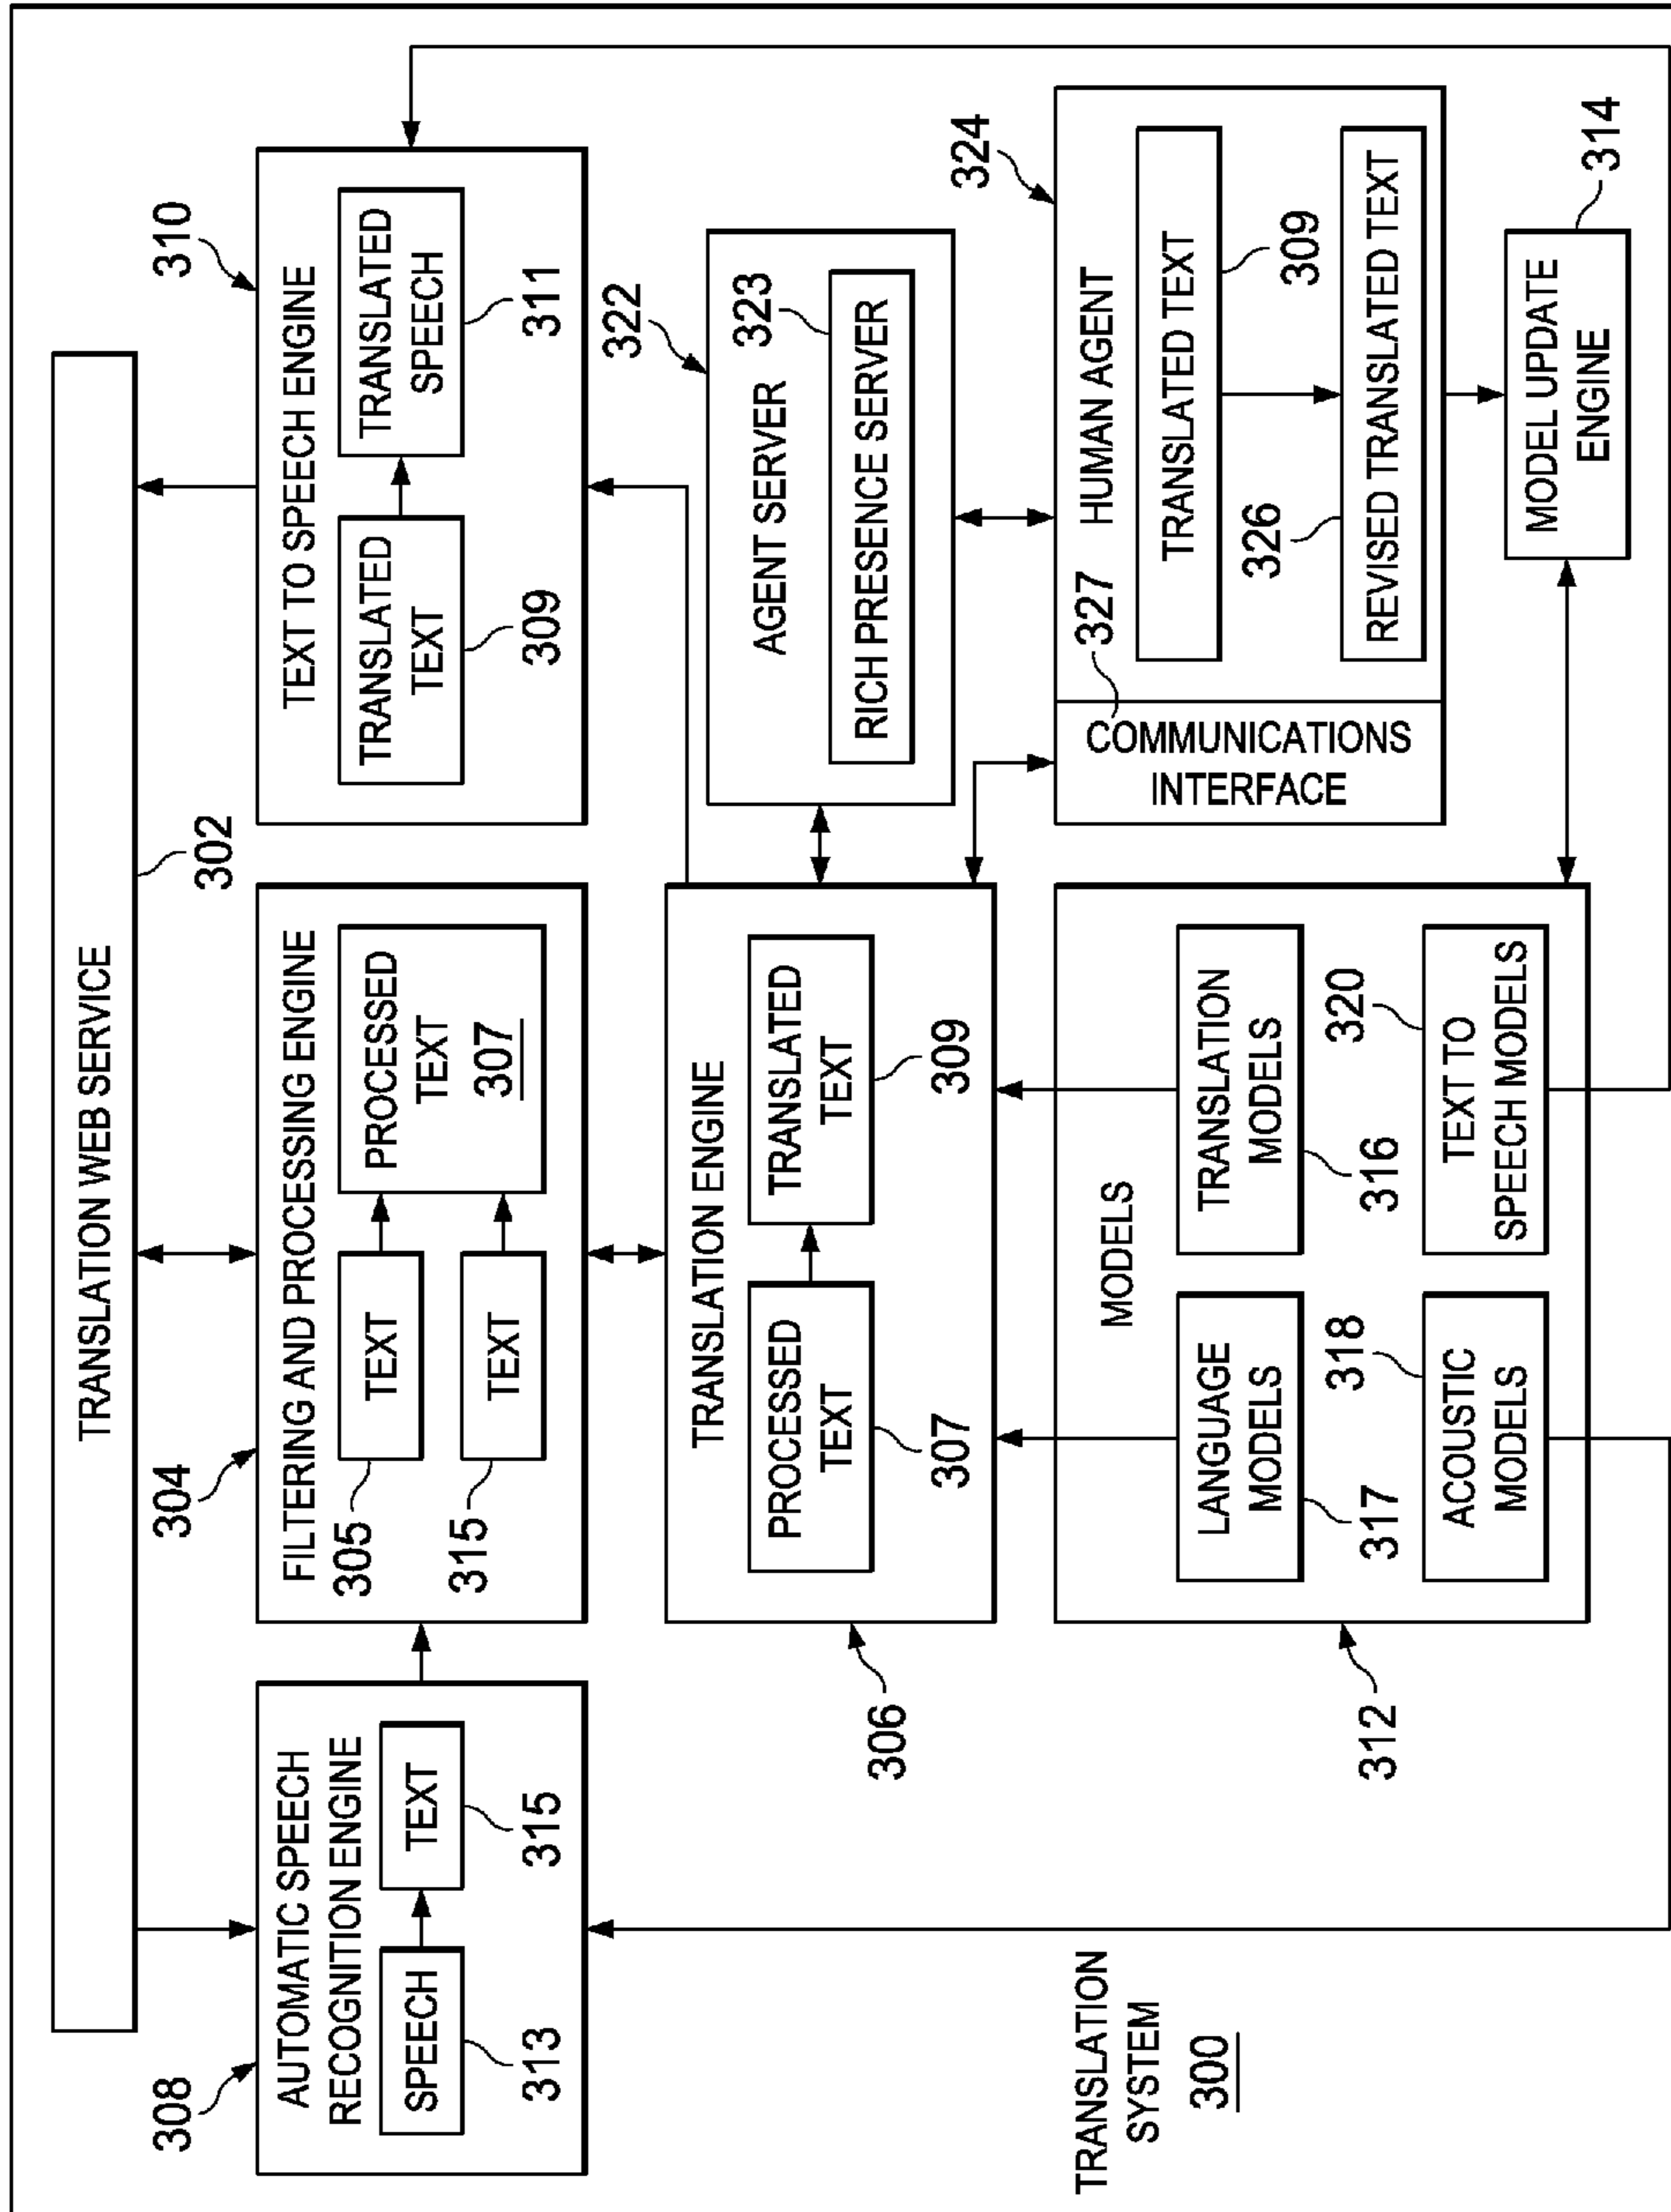 TRANSLATION WEB SERVICE
302
308
AUTOMATIC SPEECH
RECOGNITION ENGINE
SPEECH
TEXT
313
315
304
FILTERING AND PROCESSING ENGINE
305
TEXT
315
TEXT
PROCESSED
TEXT
307
310
TEXT TO SPEECH ENGINE
TRANSLATED
TEXT
TRANSLATED
SPEECH
309
311
306
TRANSLATION ENGINE
PROCESSED
TEXT
TRANSLATED
TEXT
307
309
322
AGENT SERVER
323
RICH PRESENCE SERVER
312
MODELS
LANGUAGE
MODELS
TRANSLATION
MODELS
317
318
316
320
ACOUSTIC
MODELS
TEXT TO
SPEECH MODELS
324
327
HUMAN AGENT
COMMUNICATIONS
INTERFACE
TRANSLATED TEXT
326
309
REVISED TRANSLATED TEXT
MODEL UPDATE
ENGINE
314
TRANSLATION
SYSTEM
300